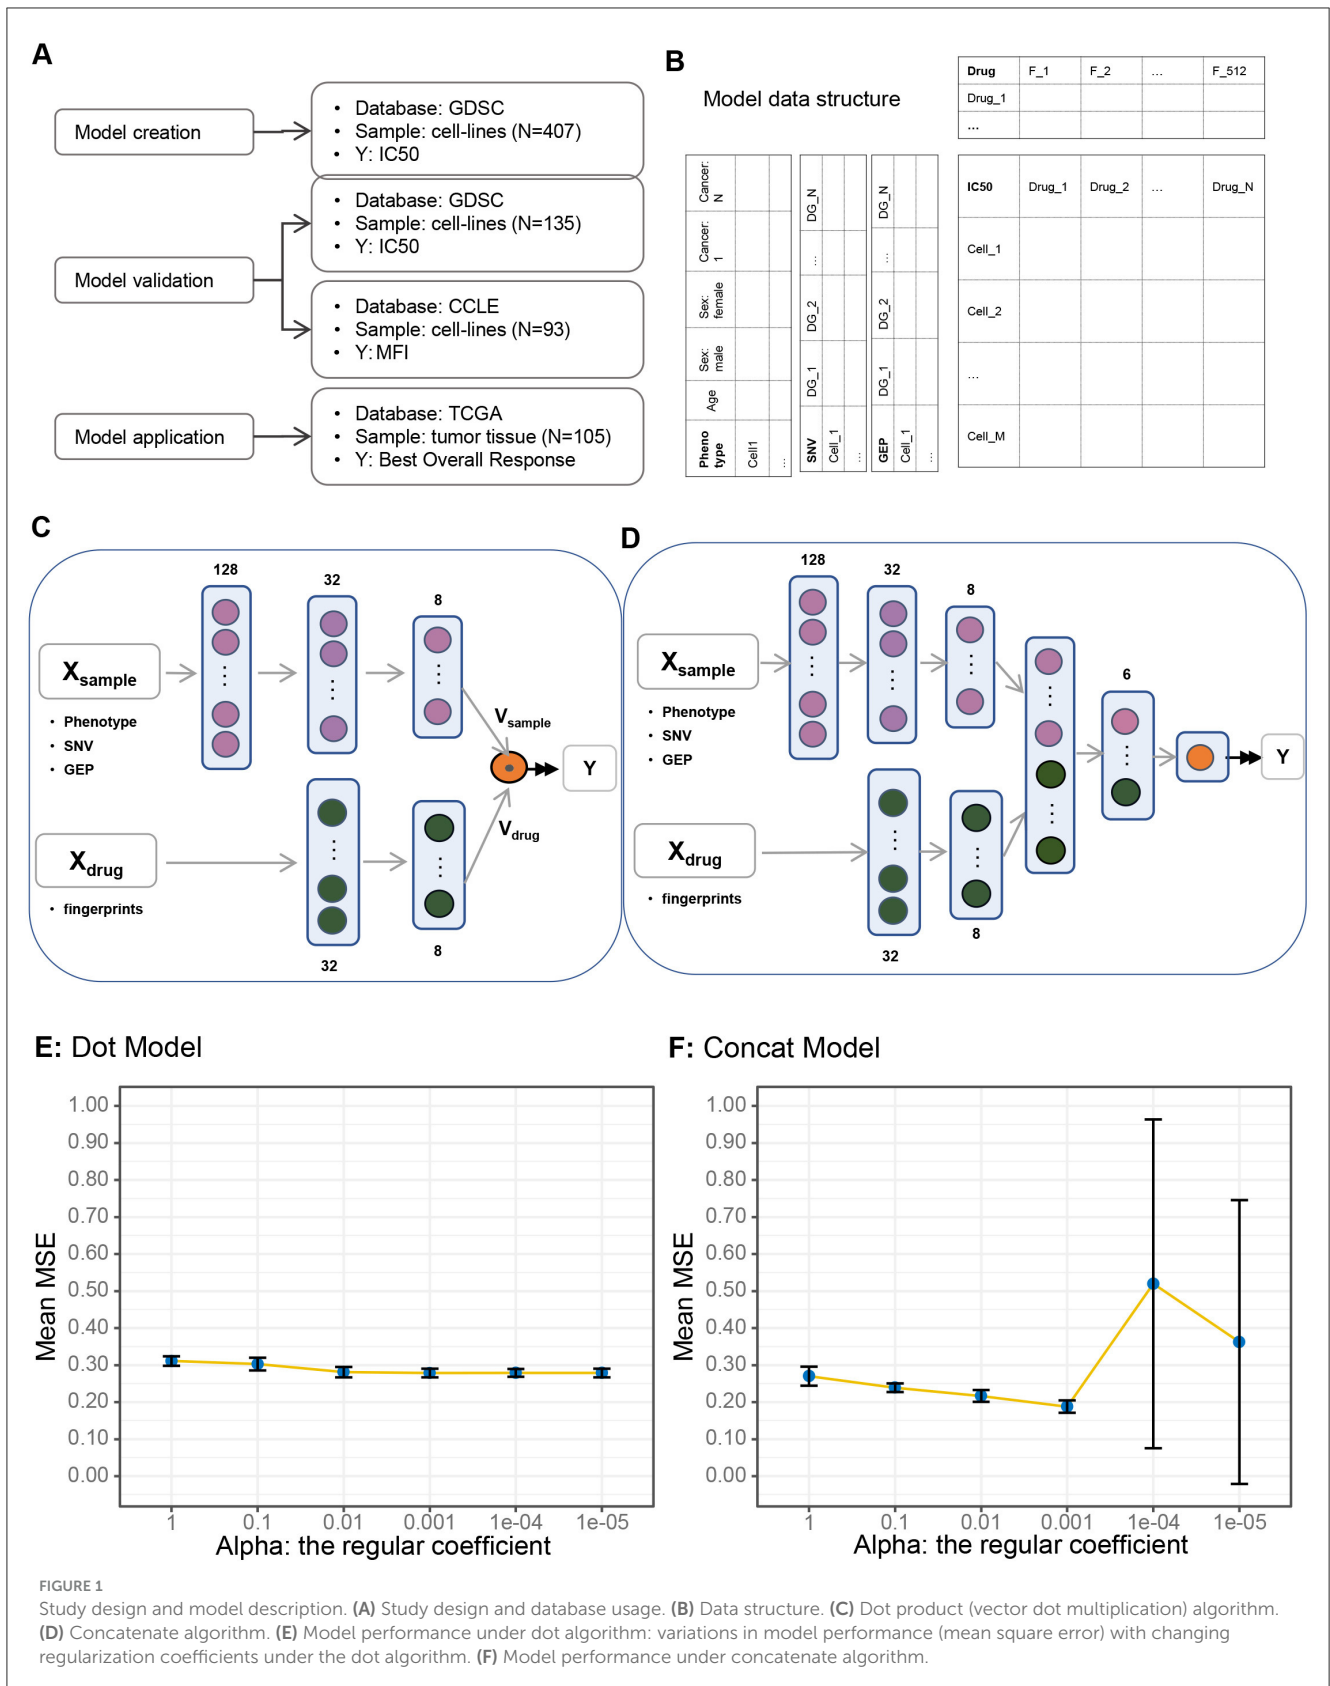 A
Model creation
• Database: GDSC
• Sample: cell-lines (N=407)
• Y: IC50
Model validation
• Database: GDSC
• Sample: cell-lines (N=135)
• Y: IC50
• Database: CCLE
• Sample: cell-lines (N=93)
• Y: MFI
Model application
• Database: TCGA
• Sample: tumor tissue (N=105)
• Y: Best Overall Response
B
Model data structure
Drug F_1 F_2 ... F_512
Drug_1
...
Pheno type Age Sex: male Sex: female Cancer: 1 Cancer: N
Cell1
...
SNV DG_1 DG_2 ... DG_N
Cell_1
...
GEP DG_1 DG_2 ... DG_N
Cell_1
...
IC50 Drug_1 Drug_2 ... Drug_N
Cell_1
Cell_2
...
Cell_M
C
128
32
8
Xsample
• Phenotype
• SNV
• GEP
Vsample
Y
Vdrug
Xdrug
• fingerprints
32
8
D
128
32
8
6
Xsample
• Phenotype
• SNV
• GEP
Y
Xdrug
• fingerprints
32
8
E: Dot Model
Mean MSE
1.00
0.90
0.80
0.70
0.60
0.50
0.40
0.30
0.20
0.10
0.00
1 0.1 0.01 0.001 1e-04 1e-05
Alpha: the regular coefficient
F: Concat Model
Mean MSE
1.00
0.90
0.80
0.70
0.60
0.50
0.40
0.30
0.20
0.10
0.00
1 0.1 0.01 0.001 1e-04 1e-05
Alpha: the regular coefficient
FIGURE 1
Study design and model description. (A) Study design and database usage. (B) Data structure. (C) Dot product (vector dot multiplication) algorithm.
(D) Concatenate algorithm. (E) Model performance under dot algorithm: variations in model performance (mean square error) with changing
regularization coefficients under the dot algorithm. (F) Model performance under concatenate algorithm.